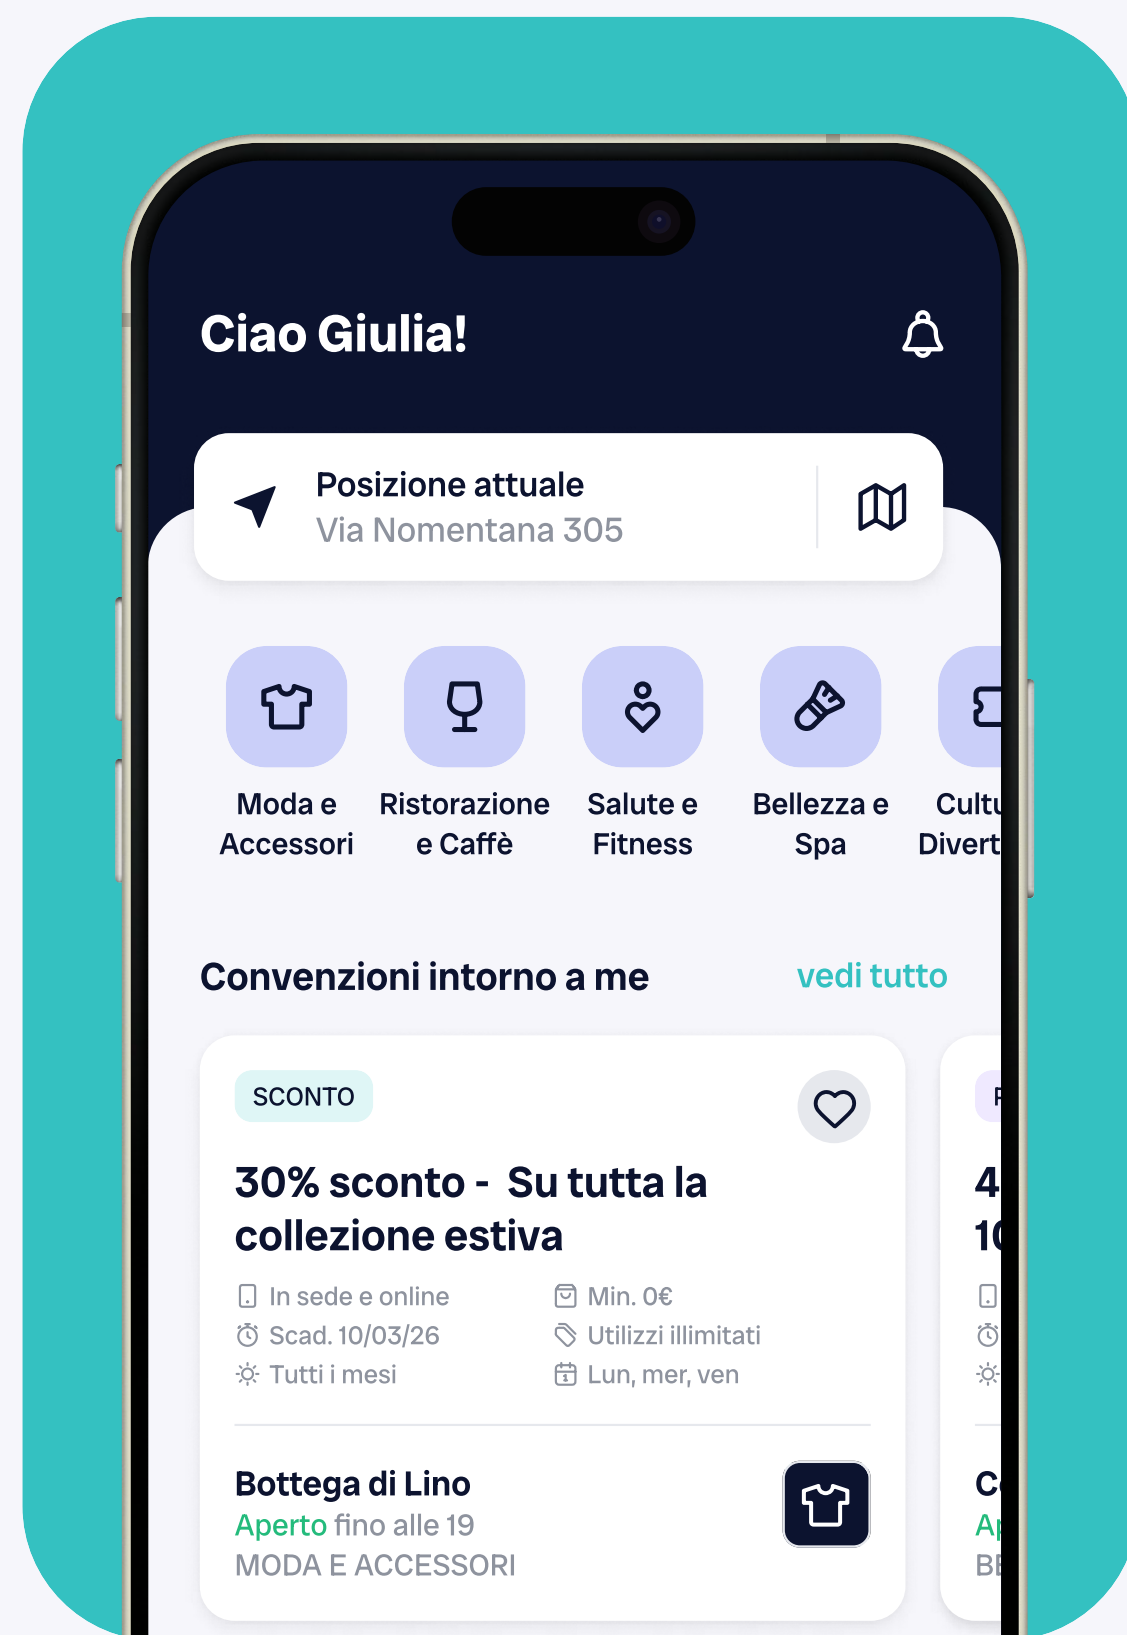 Ciao Giulia!
Posizione attuale
Via Nomentana 305
Moda e
Accessori
Ristorazione
e Caffè
Salute e
Fitness
Bellezza e
Spa
Convenzioni intorno a me
vedi tutto
SCONTO
30% sconto -  Su tutta la
collezione estiva
In sede e online
Min. 0€
Scad. 10/03/26
Utilizzi illimitati
Tutti i mesi
Lun, mer, ven
Bottega di Lino
Aperto fino alle 19
MODA E ACCESSORI